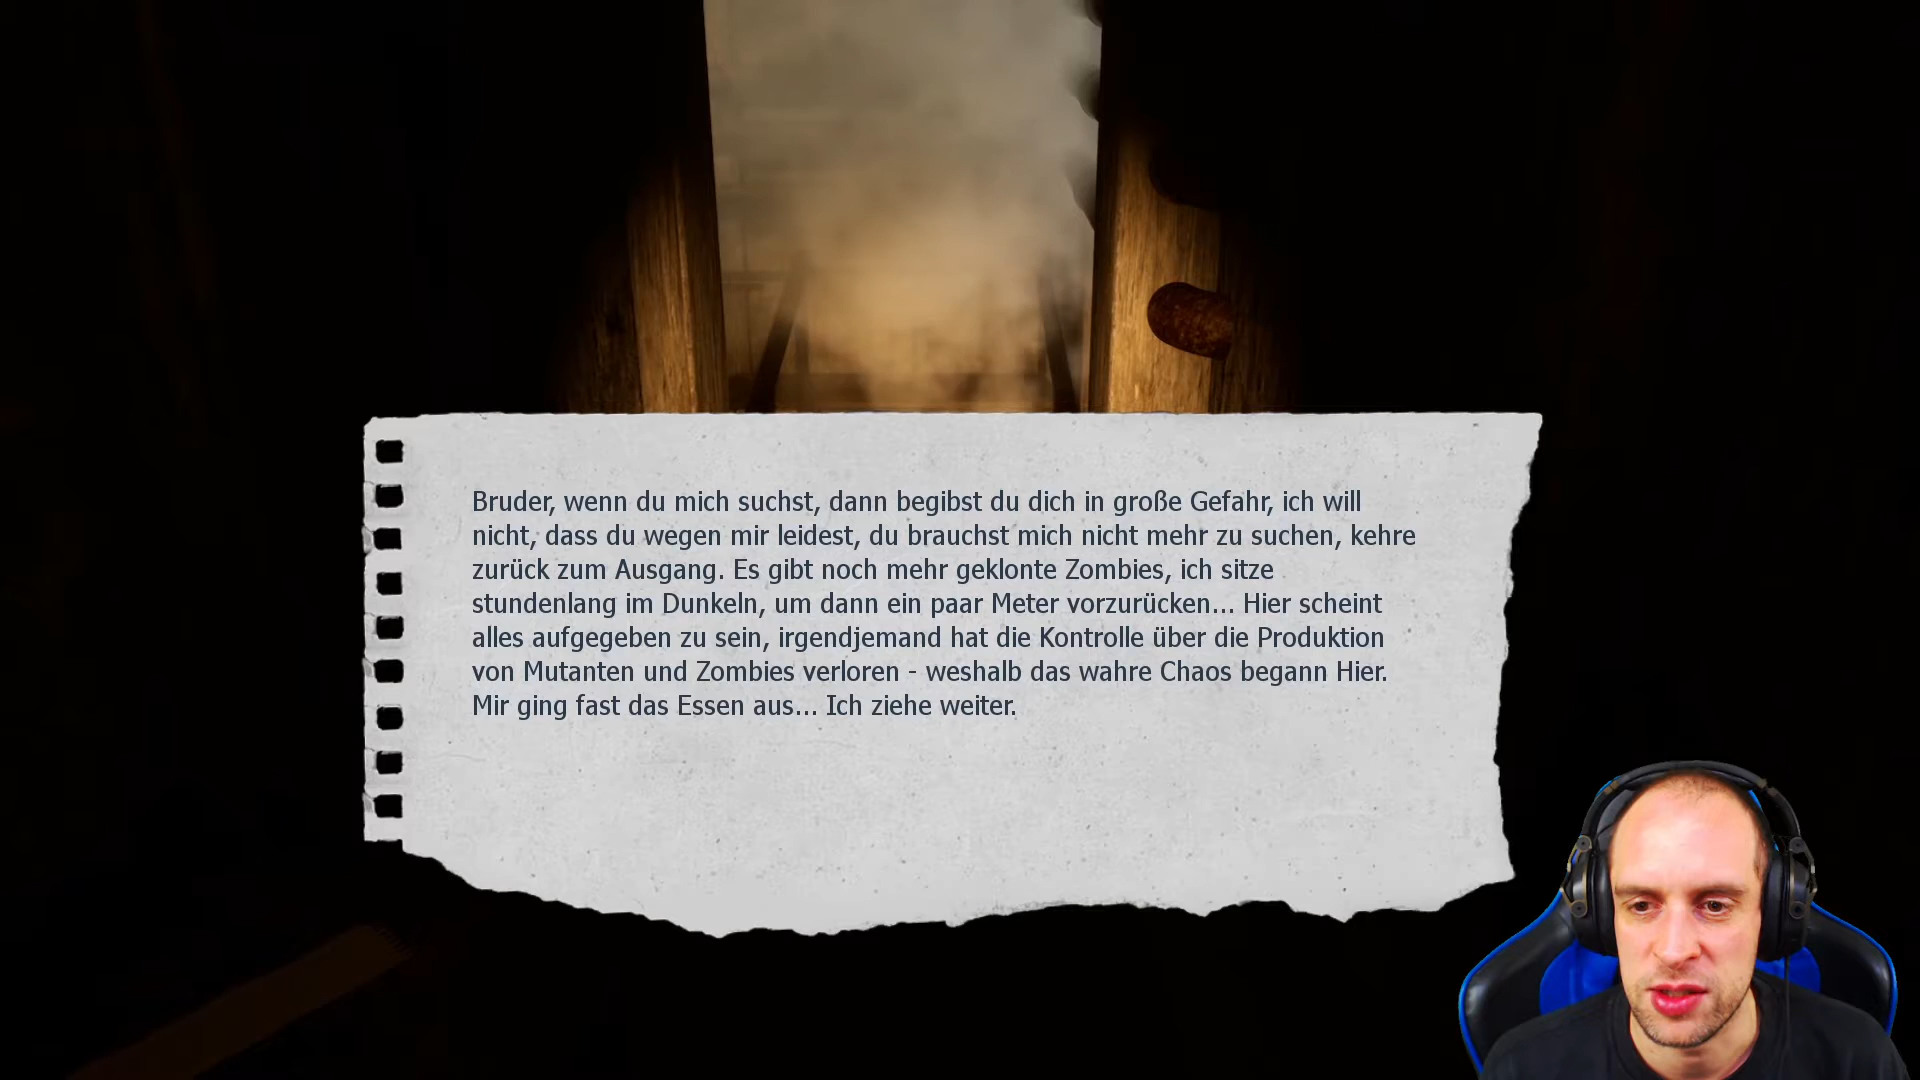 Bruder, wenn du mich suchst, dann begibst du dich in große Gefahr, ich will
nicht, dass du wegen mir leidest, du brauchst mich nicht mehr zu suchen, kehre
zurück zum Ausgang. Es gibt noch mehr geklonte Zombies, ich sitze
stundenlang im Dunkeln, um dann ein paar Meter vorzurücken... Hier scheint
alles aufgegeben zu sein, irgendjemand hat die Kontrolle über die Produktion
von Mutanten und Zombies verloren - weshalb das wahre Chaos begann Hier.
Mir ging fast das Essen aus... Ich ziehe weiter.